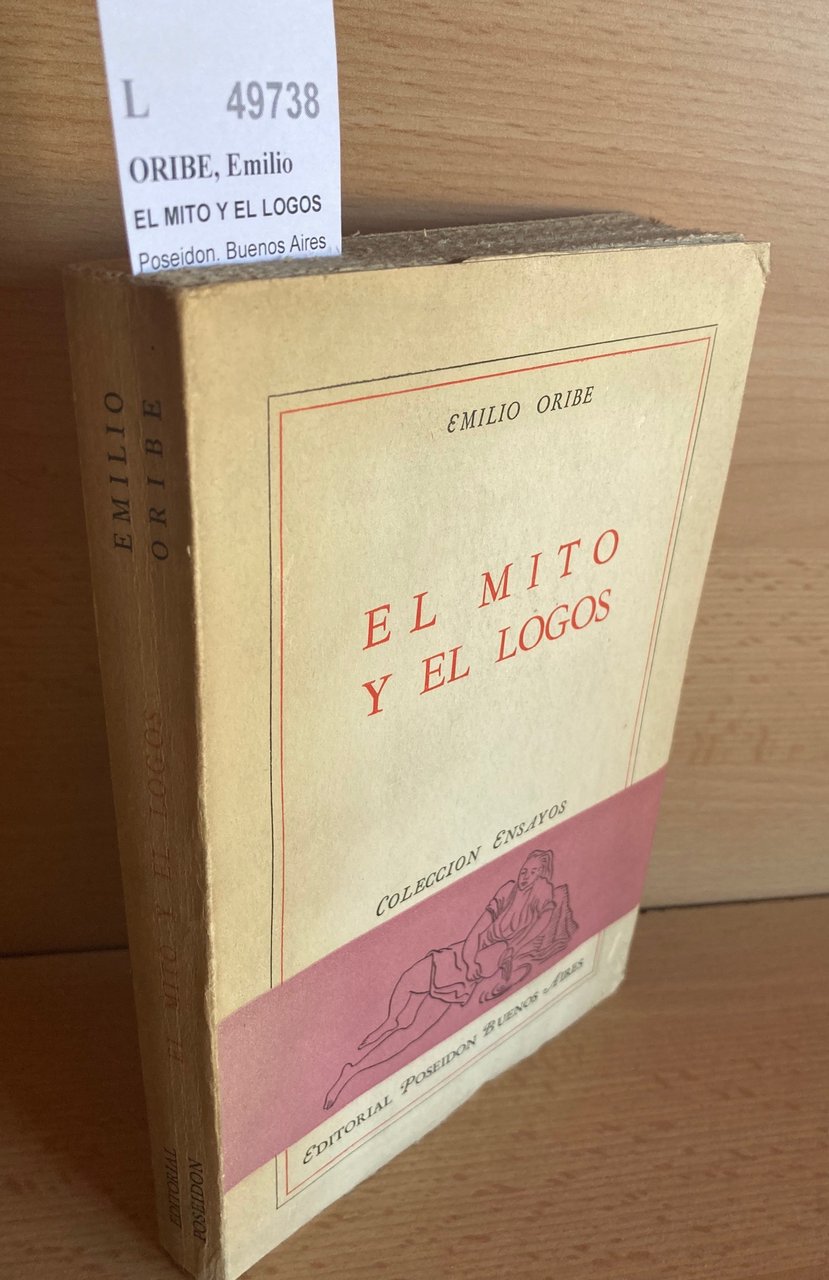 L 49738
ORIBE, Emilio
EL MITO Y EL LOGOS
Poseidon. Buenos Aires
EMILIO ORIBE
EL MITO
Y EL LOGOS
COLECCION ENSAYOS
EDITORIAL POSEIDON BUENOS AIRES
EMILIO
ORIBE
EL MITO Y EL LOGOS
EDITORIAL
POSEIDON